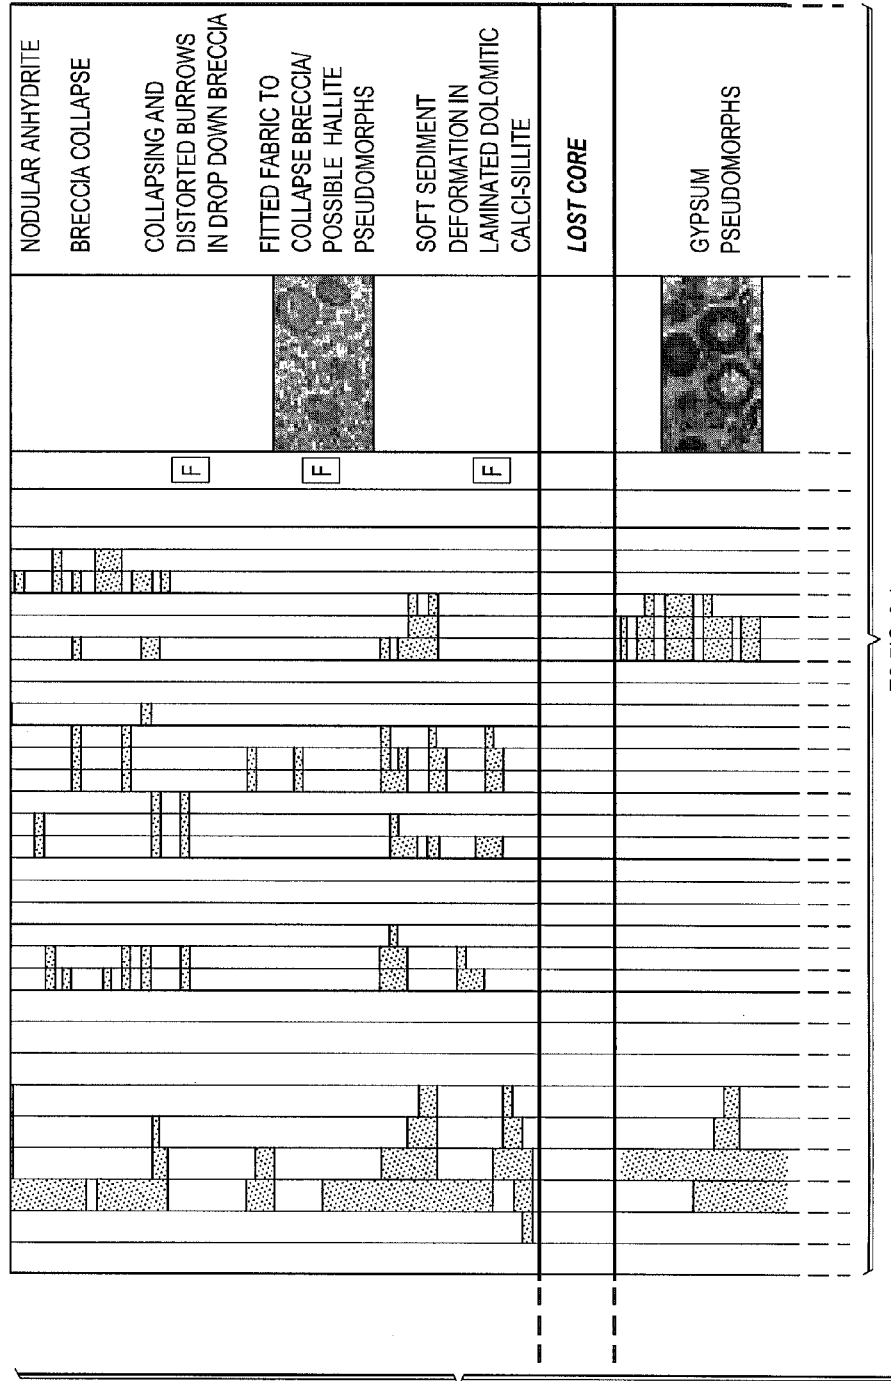 NODULAR ANHYDRITE
BRECCIA COLLAPSE
COLLAPSING AND
DISTORTED BURROWS
IN DROP DOWN BRECCIA
FITTED FABRIC TO
COLLAPSE BRECCIA/
POSSIBLE HALLITE
PSEUDOMORPHS
SOFT SEDIMENT
DEFORMATION IN
LAMINATED DOLOMITIC
CALCI-SILLITE
LOST CORE
GYPSUM
PSEUDOMORPHS
F
F
F